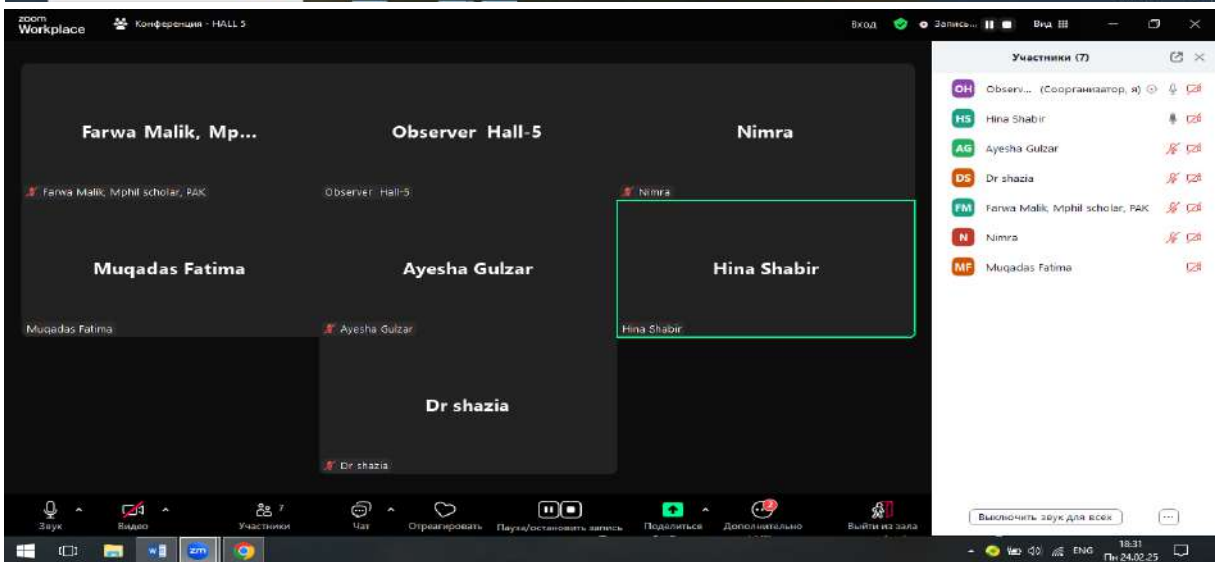 zoom
Workplace
Конференция - HALL 5
Вход
Запись...
Вид
Участники (7)
Farwa Malik, Mp...
Observer Hall-5
Nimra
Farwa Malik, Mphil scholar, PAK
Observer Hall-5
Nimra
Muqadas Fatima
Ayesha Gulzar
Hina Shabir
Muqadas Fatima
Ayesha Gulzar
Hina Shabir
Dr shazia
Dr shazia
OH Observ... (Соорганизатор, я)
HS Hina Shabir
AG Ayesha Gulzar
DS Dr shazia
FM Farwa Malik, Mphil scholar, PAK
N Nimra
MF Muqadas Fatima
Звук
Видео
7
Участники
Чат
Отреагировать
Пауза/остановить запись
Поделиться
2
Дополнительно
Выйти из зала
Выключить звук для всех
W
zm
ENG
18:31
Пн 24.02.25